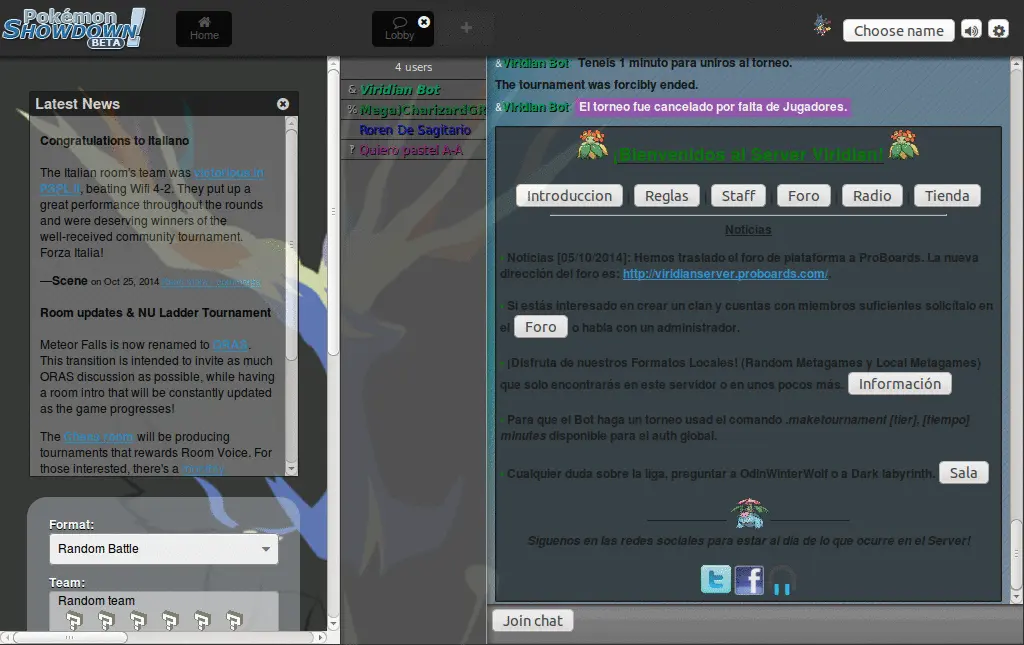 Pokémon
SHOWDOWN!
BETA
Home
Lobby
+
Choose name
Latest News
Congratulations to Italiano
The Italian room's team was victorious in
P3PL II, beating Wifi 4-2. They put up a
great performance throughout the rounds
and were deserving winners of the
well-received community tournament.
Forza Italia!
—Scene on Oct 25, 2014
Room updates & NU Ladder Tournament
Meteor Falls is now renamed to ORAS.
This transition is intended to invite as much
ORAS discussion as possible, while having
a room intro that will be constantly updated
as the game progresses!
The room will be producing
tournaments that rewards Room Voice. For
those interested, there's a
Format:
Random Battle
Team:
Random team
? ? ? ? ? ?
4 users
& Viridian Bot
% Mega)CharizardGR
Roren De Sagitario
? Quiero pastel A-A
&Viridian Bot: Teneis 1 minuto para uniros al torneo.
The tournament was forcibly ended.
&Viridian Bot: El torneo fue cancelado por falta de Jugadores.
¡Bienvenidos al Server Viridian!
Introduccion | Reglas | Staff | Foro | Radio | Tienda
Noticias
Noticias [05/10/2014]: Hemos traslado el foro de plataforma a ProBoards. La nueva
dirección del foro es: http://viridianserver.proboards.com/.
Si estás interesado en crear un clan y cuentas con miembros suficientes solicítalo en
el Foro o habla con un administrador.
¡Disfruta de nuestros Formatos Locales! (Random Metagames y Local Metagames)
que solo encontrarás en este servidor o en unos pocos más. Información
Para que el Bot haga un torneo usad el comando .maketournament [tier], [tiempo]
minutes disponible para el auth global.
Cualquier duda sobre la liga, preguntar a OdinWinterWolf o a Dark labyrinth. Sala
Siguenos en las redes sociales para estar al dia de lo que ocurre en el Server!
Join chat